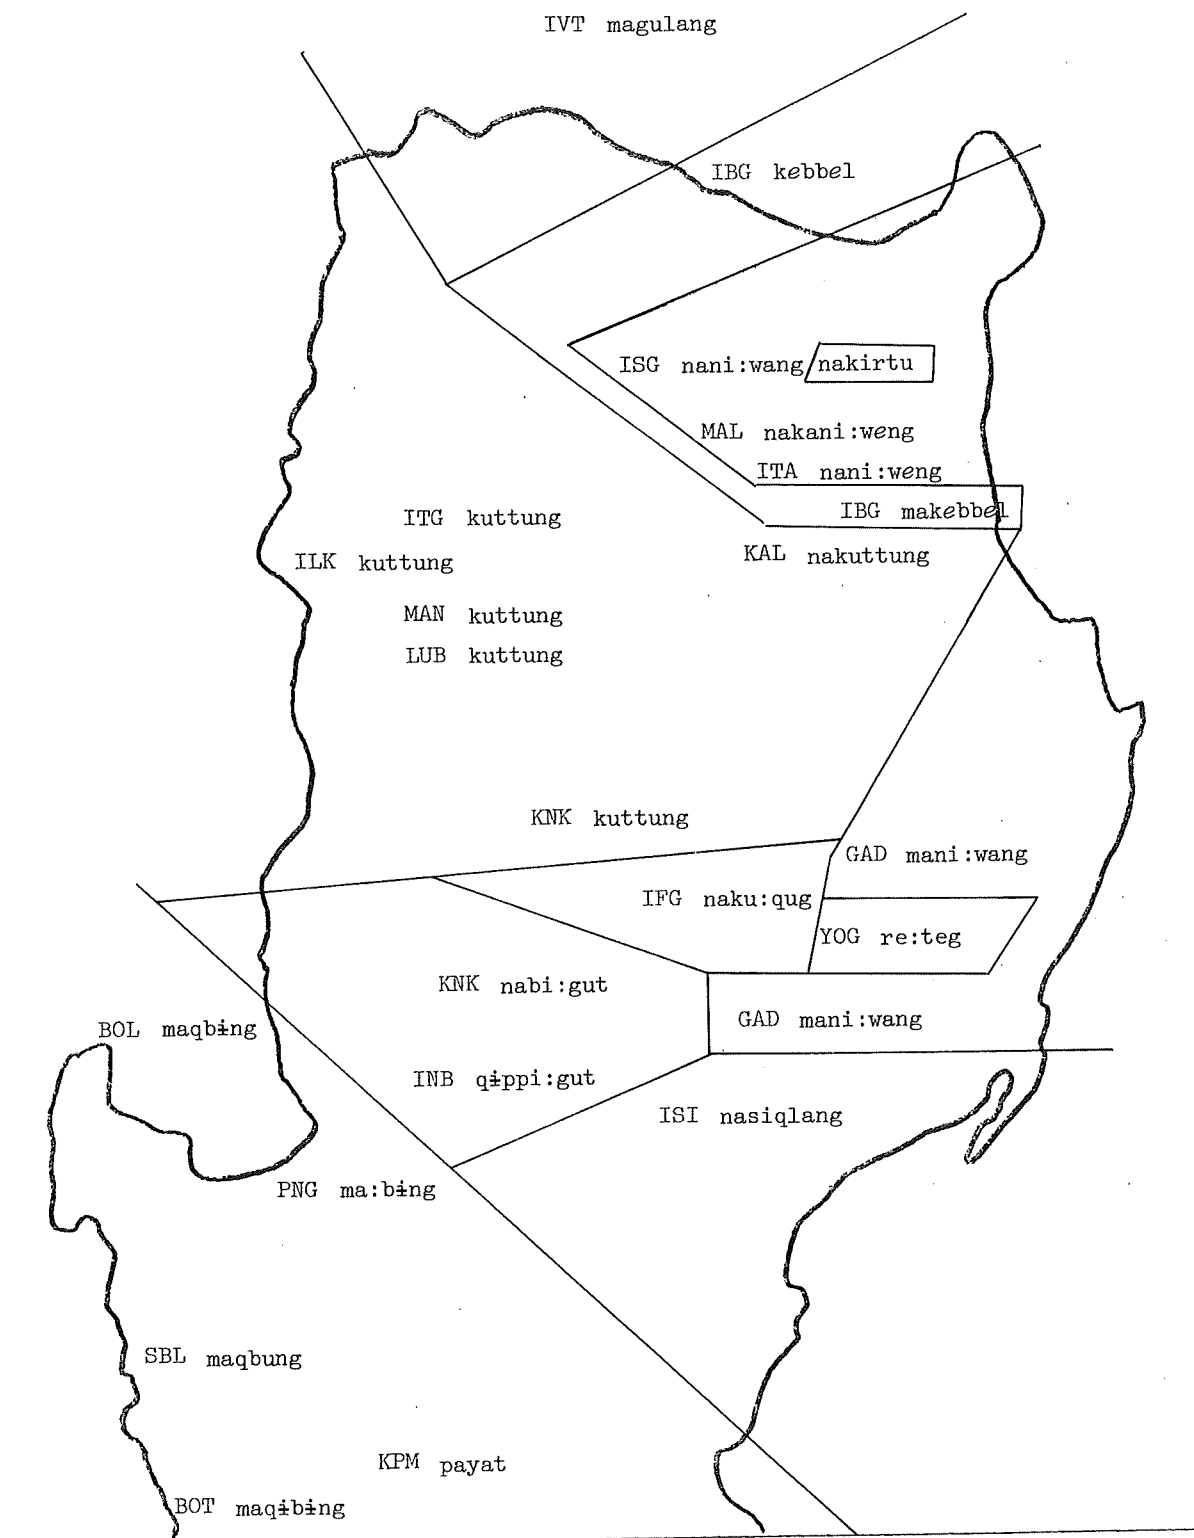 IVT magulang
IBG kebbel
ISG nani:wang/nakirtu
MAL nakani:weng
ITA nani:weng
IBG makebbel
ITG kuttung
KAL nakuttung
ILK kuttung
MAN kuttung
LUB kuttung
KNK kuttung
GAD mani:wang
IFG naku:qug
YOG re:teg
KNK nabi:gut
GAD mani:wang
BOL maqbɨng
INB qɨppi:gut
ISI nasiqlang
PNG ma:bɨng
SBL maqbung
KPM payat
BOT maqɨbɨng